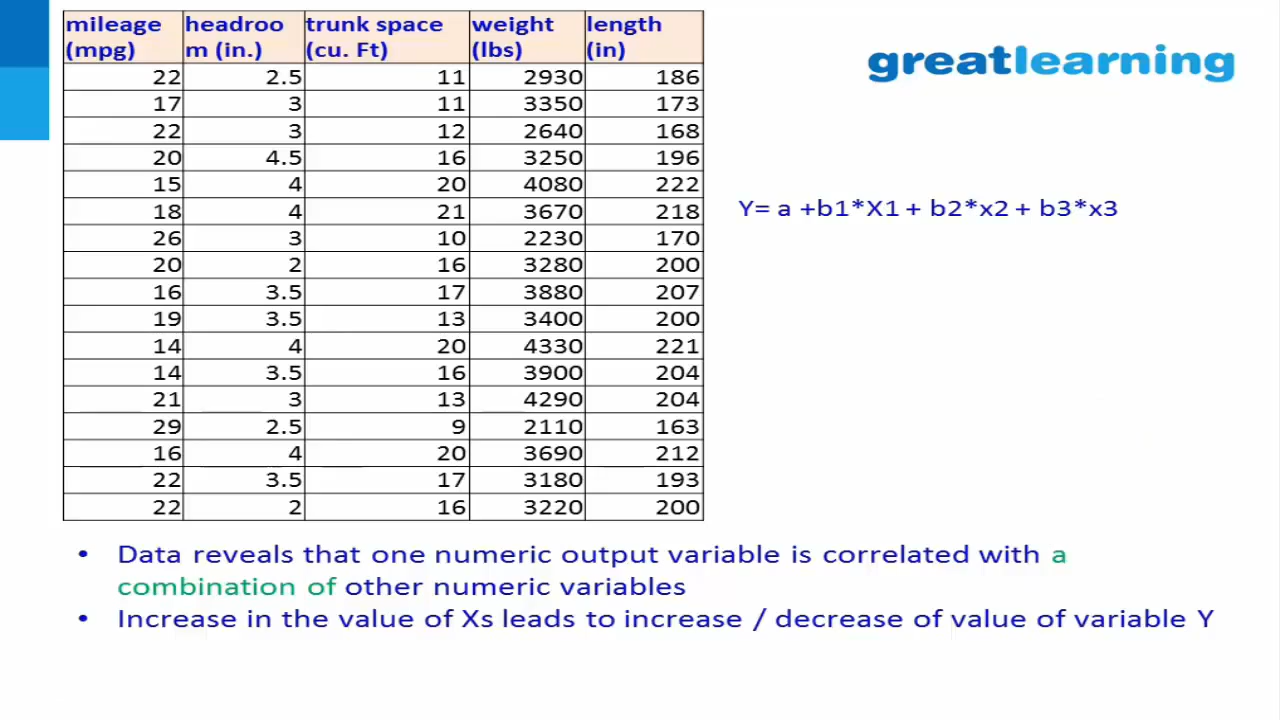 mileage (mpg) headroo m (in.) trunk space (cu. Ft) weight (lbs) length (in)
22 2.5 11 2930 186
17 3 11 3350 173
22 3 12 2640 168
20 4.5 16 3250 196
15 4 20 4080 222
18 4 21 3670 218
26 3 10 2230 170
20 2 16 3280 200
16 3.5 17 3880 207
19 3.5 13 3400 200
14 4 20 4330 221
14 3.5 16 3900 204
21 3 13 4290 204
29 2.5 9 2110 163
16 4 20 3690 212
22 3.5 17 3180 193
22 2 16 3220 200
greatlearning
Y= a +b1*X1 + b2*x2 + b3*x3
• Data reveals that one numeric output variable is correlated with a
combination of other numeric variables
• Increase in the value of Xs leads to increase / decrease of value of variable Y